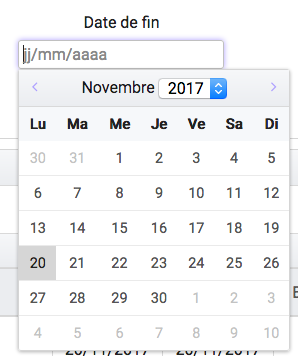 Date de fin
jj/mm/aaaa
Novembre 2017
Lu Ma Me Je Ve Sa Di
30 31 1 2 3 4 5
6 7 8 9 10 11 12
13 14 15 16 17 18 19
20 21 22 23 24 25 26
27 28 29 30 1 2 3
4 5 6 7 8 9 10